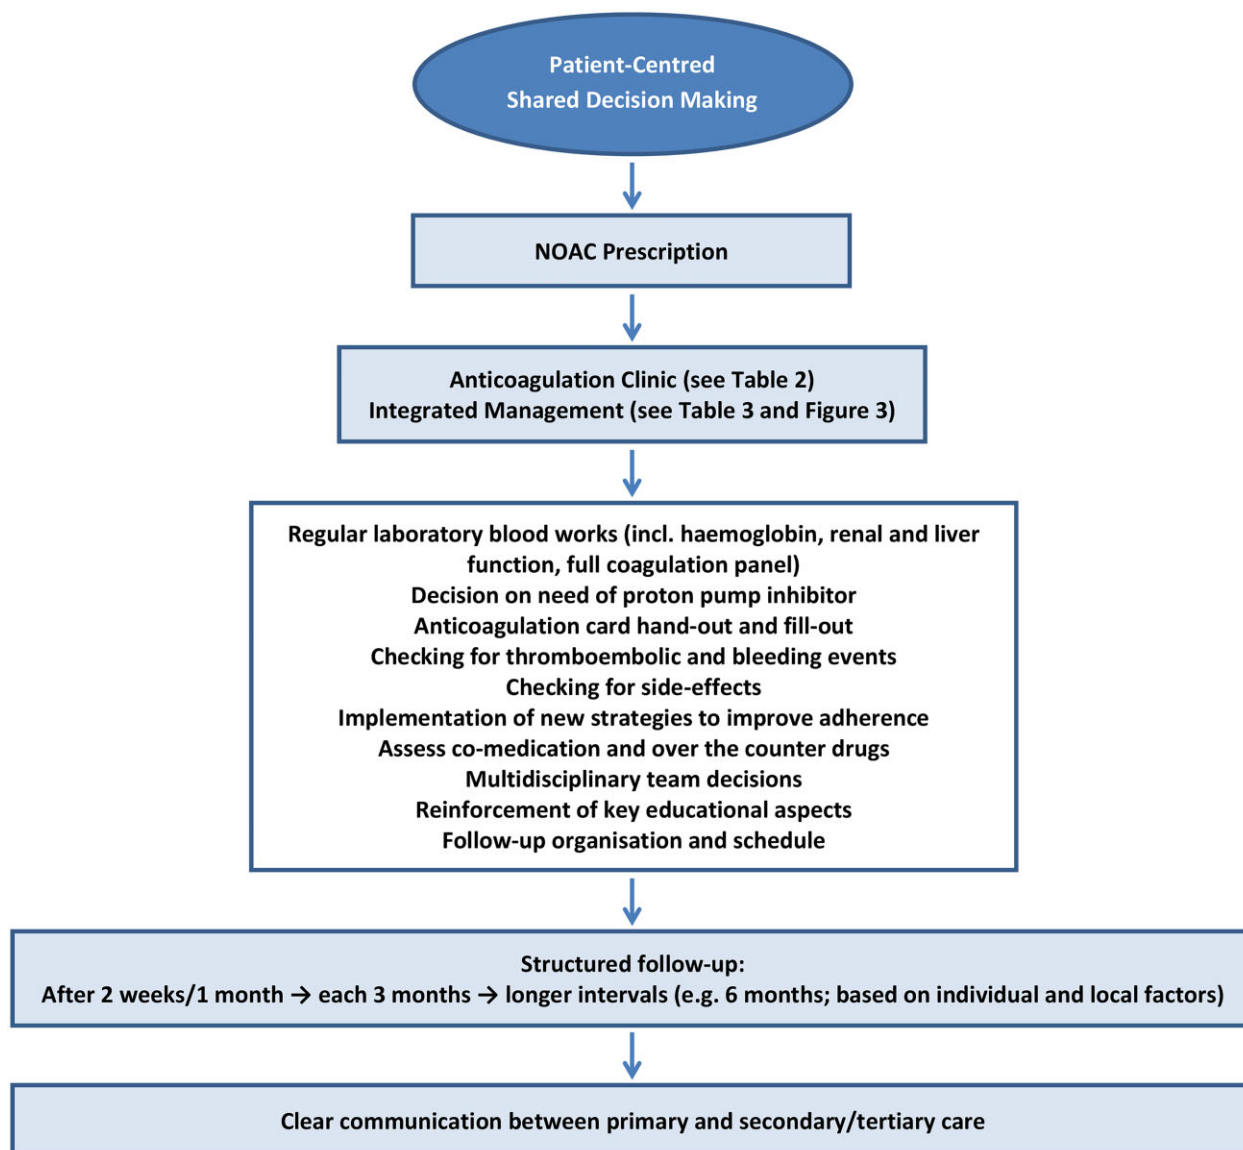 Patient-Centred
Shared Decision Making
NOAC Prescription
Anticoagulation Clinic (see Table 2)
Integrated Management (see Table 3 and Figure 3)
Regular laboratory blood works (incl. haemoglobin, renal and liver
function, full coagulation panel)
Decision on need of proton pump inhibitor
Anticoagulation card hand-out and fill-out
Checking for thromboembolic and bleeding events
Checking for side-effects
Implementation of new strategies to improve adherence
Assess co-medication and over the counter drugs
Multidisciplinary team decisions
Reinforcement of key educational aspects
Follow-up organisation and schedule
Structured follow-up:
After 2 weeks/1 month → each 3 months → longer intervals (e.g. 6 months; based on individual and local factors)
Clear communication between primary and secondary/tertiary care